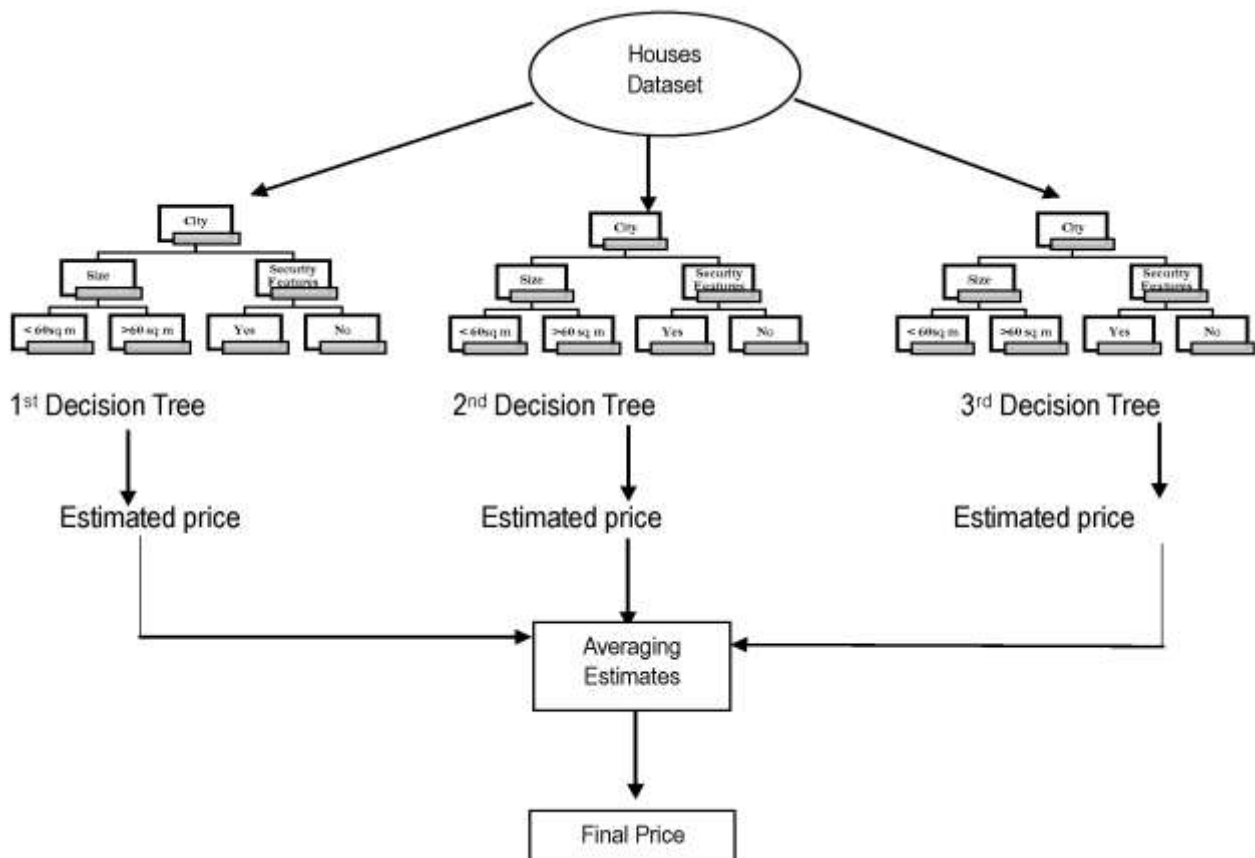 Houses
Dataset
City
Size
Security
Features
< 60sq m
>60 sq m
Yes
No
City
Size
Security
Features
< 60sq m
>60 sq m
Yes
No
City
Size
Security
Features
< 60sq m
>60 sq m
Yes
No
1st Decision Tree
2nd Decision Tree
3rd Decision Tree
Estimated price
Estimated price
Estimated price
Averaging
Estimates
Final Price